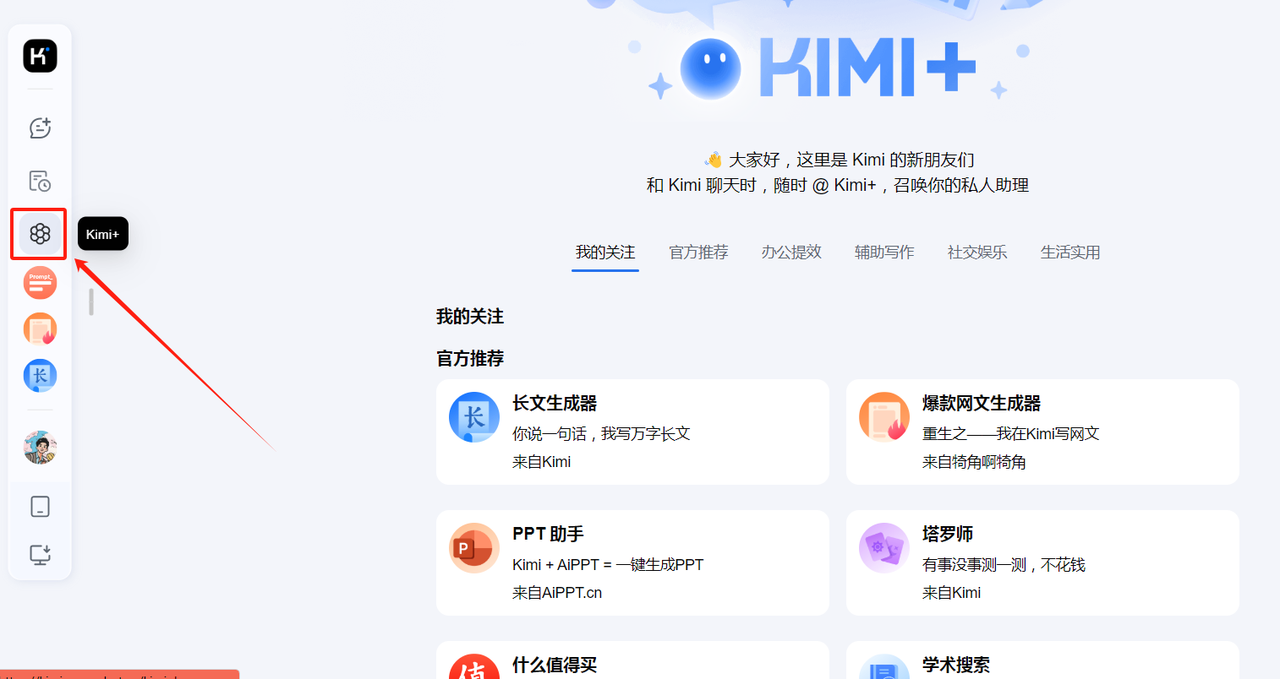 KIMI+
👋 大家好，这里是 Kimi 的新朋友们
和 Kimi 聊天时，随时 @ Kimi+，召唤你的私人助理
Kimi+
我的关注 官方推荐 办公提效 辅助写作 社交娱乐 生活实用
Prompt_
长
我的关注
官方推荐
长
长文生成器
你说一句话，我写万字长文
来自Kimi
爆款网文生成器
重生之——我在Kimi写网文
来自犄角啊犄角
P
PPT 助手
Kimi + AiPPT = 一键生成PPT
来自AiPPT.cn
塔罗师
有事没事测一测，不花钱
来自Kimi
值
什么值得买
学术搜索